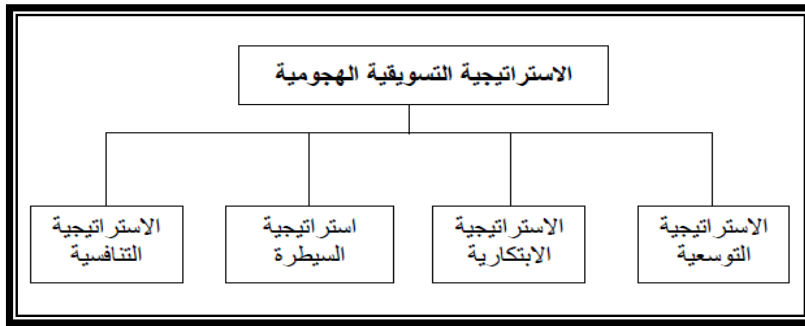 الاستراتيجية التسويقية الهجومية
الاستراتيجية
التوسعية
الاستراتيجية
الابتكارية
استراتيجية
السيطرة
الاستراتيجية
التنافسية